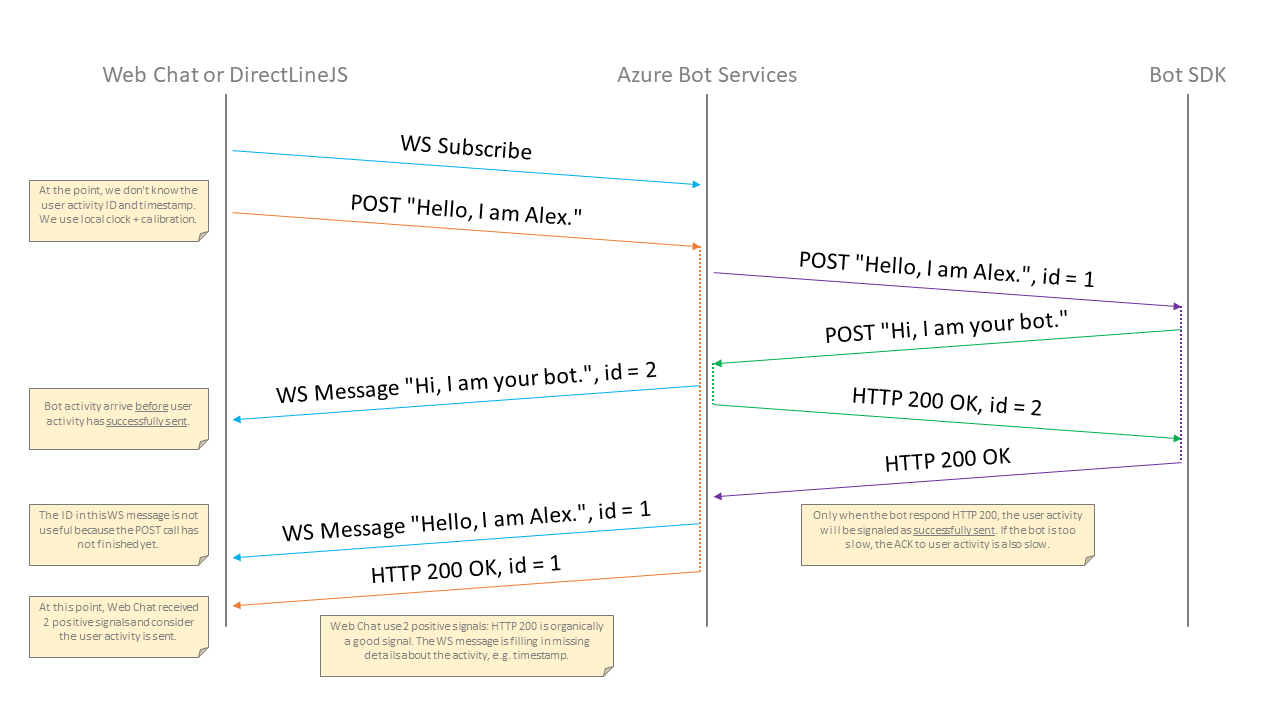 Web Chat or DirectLineJS
Azure Bot Services
Bot SDK
WS Subscribe
At the point, we don't know the
user activity ID and timestamp.
We use local clock + calibration.
POST "Hello, I am Alex."
POST "Hello, I am Alex.", id = 1
POST "Hi, I am your bot."
WS Message "Hi, I am your bot.", id = 2
HTTP 200 OK, id = 2
Bot activity arrive before user
activity has successfully sent.
HTTP 200 OK
The ID in this WS message is not
useful because the POST call has
not finished yet.
WS Message "Hello, I am Alex.", id = 1
Only when the bot respond HTTP 200, the user activity
will be signaled as successfully sent. If the bot is too
slow, the ACK to user activity is also slow.
HTTP 200 OK, id = 1
At this point, Web Chat received
2 positive signals and consider
the user activity is sent.
Web Chat use 2 positive signals: HTTP 200 is organically
a good signal. The WS message is filling in missing
details about the activity, e.g. timestamp.